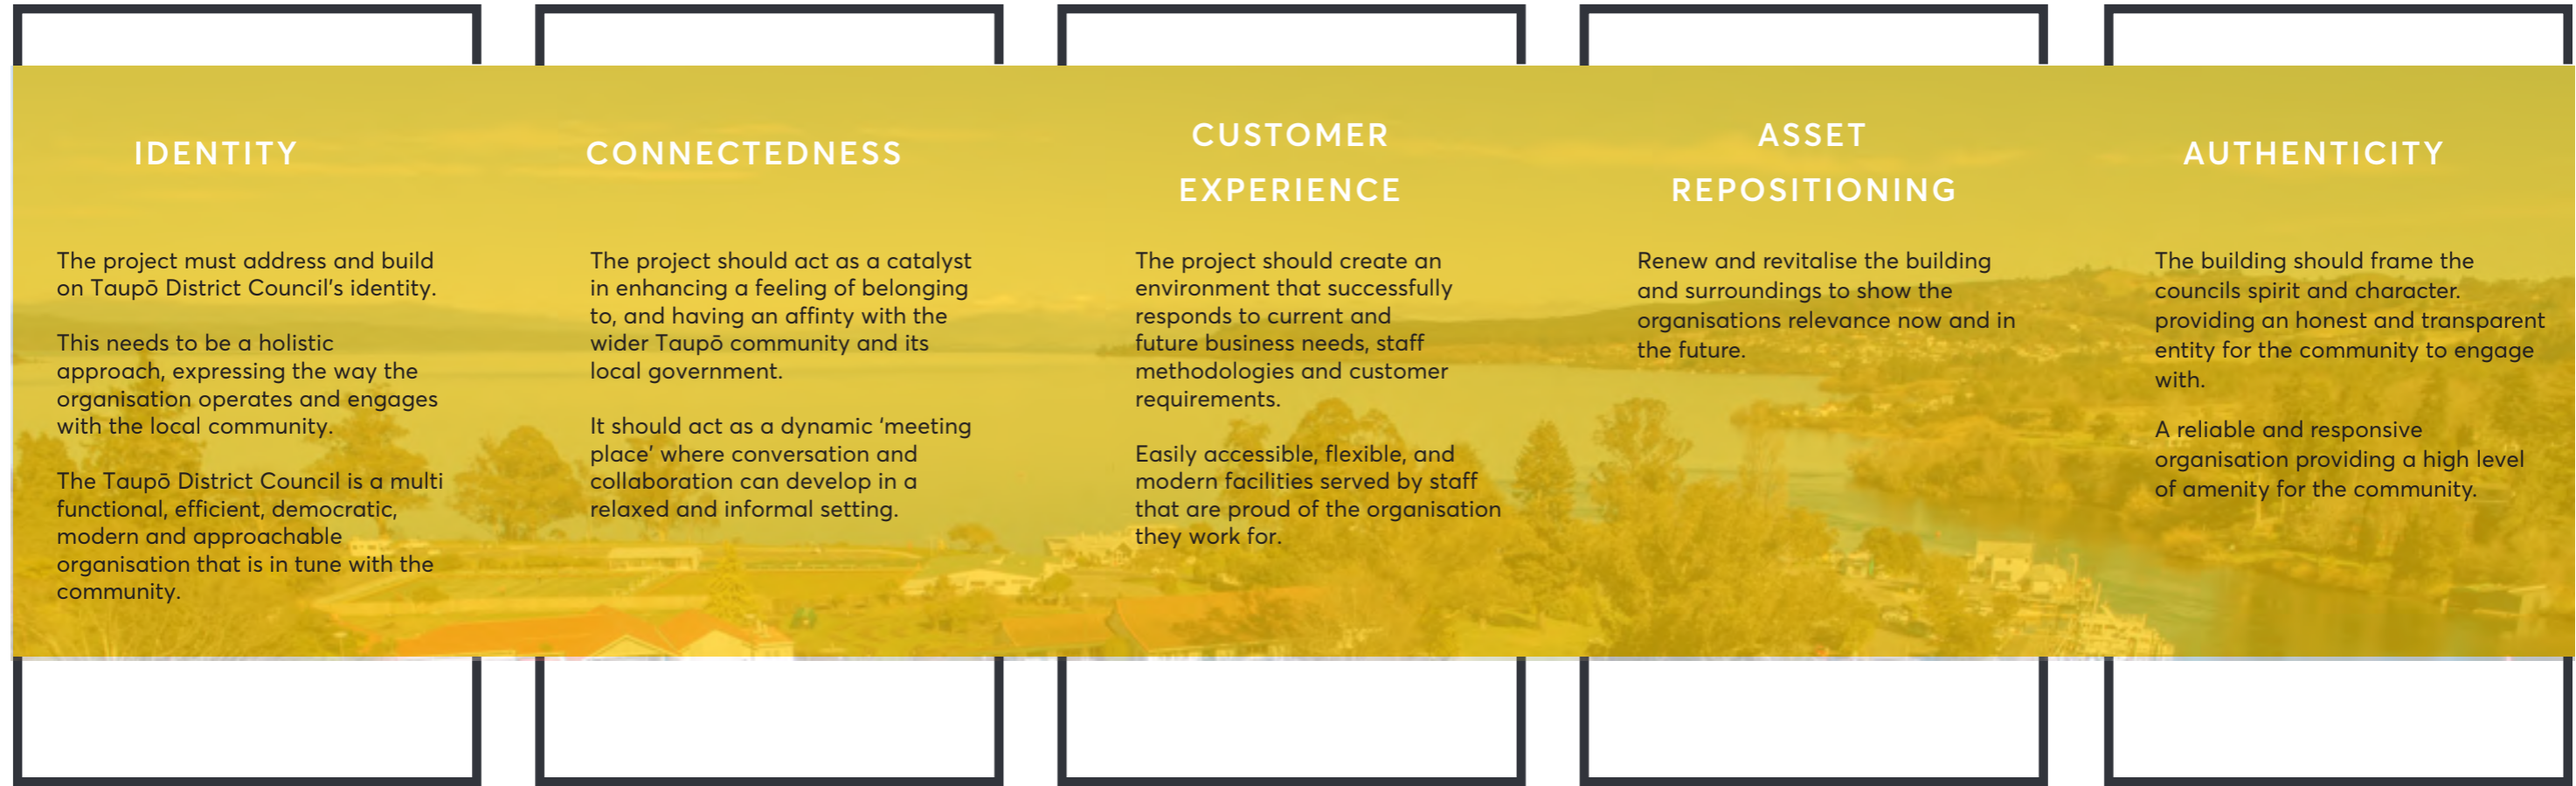 IDENTITY
The project must address and build
on Taupō District Council's identity.
This needs to be a holistic
approach, expressing the way the
organisation operates and engages
with the local community.
The Taupō District Council is a multi
functional, efficient, democratic,
modern and approachable
organisation that is in tune with the
community.
CONNECTEDNESS
The project should act as a catalyst
in enhancing a feeling of belonging
to, and having an affinty with the
wider Taupō community and its
local government.
It should act as a dynamic 'meeting
place' where conversation and
collaboration can develop in a
relaxed and informal setting.
CUSTOMER
EXPERIENCE
The project should create an
environment that successfully
responds to current and
future business needs, staff
methodologies and customer
requirements.
Easily accessible, flexible, and
modern facilities served by staff
that are proud of the organisation
they work for.
ASSET
REPOSITIONING
Renew and revitalise the building
and surroundings to show the
organisations relevance now and in
the future.
AUTHENTICITY
The building should frame the
councils spirit and character.
providing an honest and transparent
entity for the community to engage
with.
A reliable and responsive
organisation providing a high level
of amenity for the community.